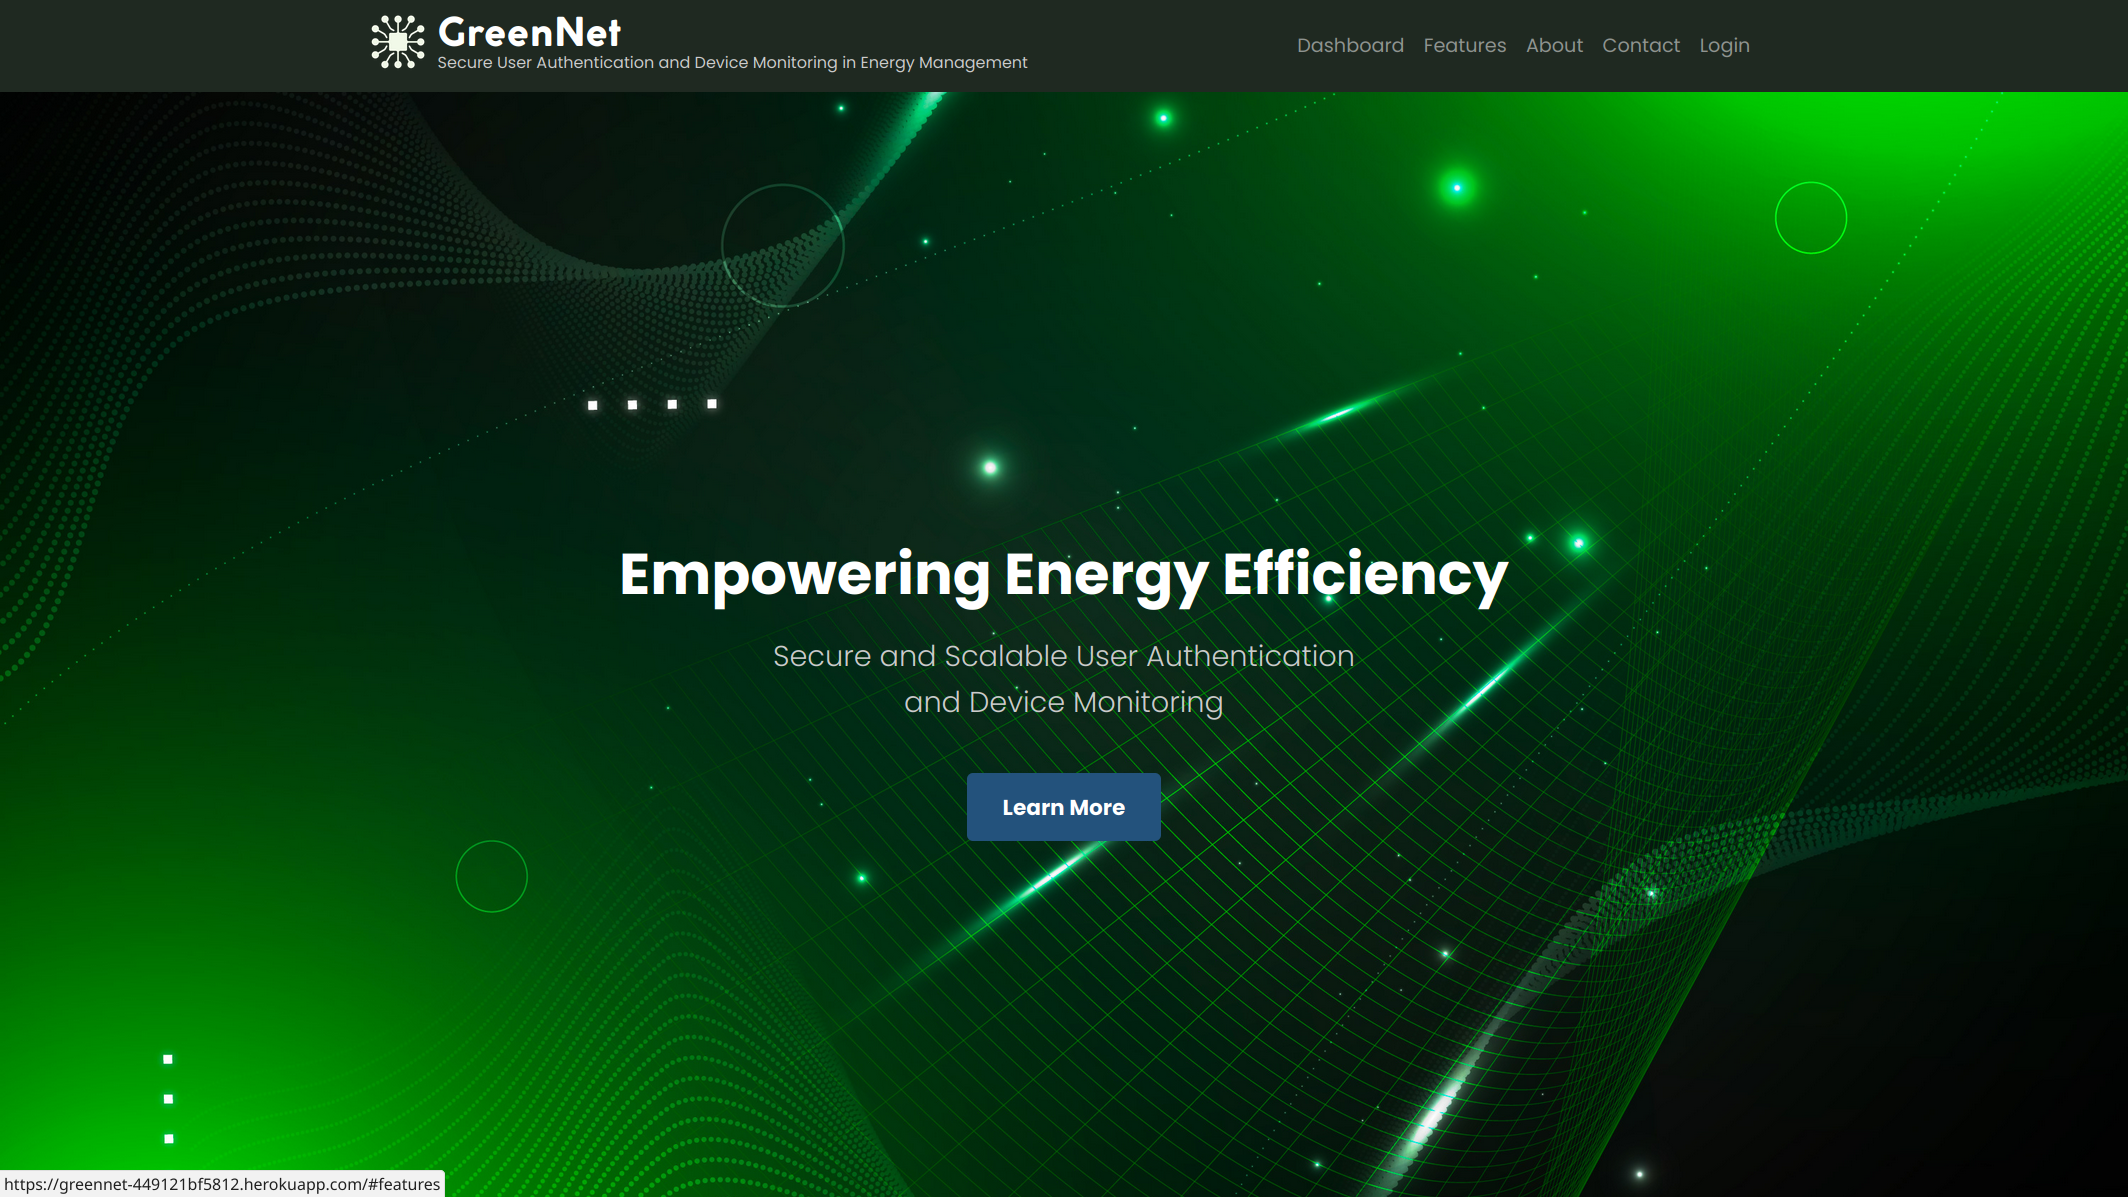 GreenNet
Secure User Authentication and Device Monitoring in Energy Management
Dashboard Features About Contact Login
Empowering Energy Efficiency
Secure and Scalable User Authentication
and Device Monitoring
Learn More
https://greennet-449121bf5812.herokuapp.com/#features